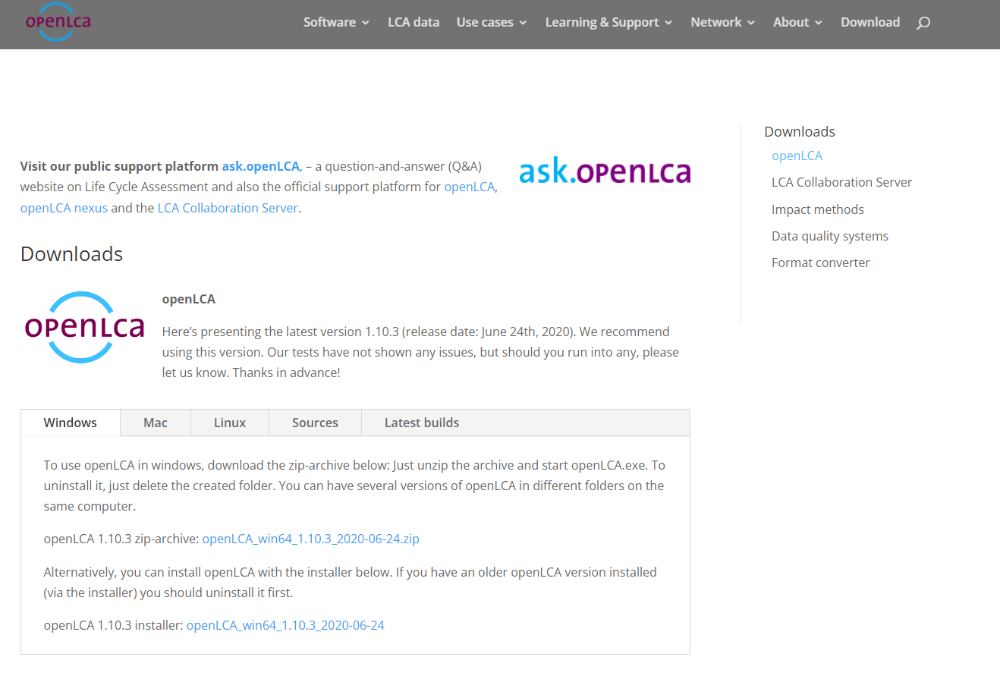 openLCA
Software
LCA data
Use cases
Learning & Support
Network
About
Download
Visit our public support platform ask.openLCA, – a question-and-answer (Q&A)
website on Life Cycle Assessment and also the official support platform for openLCA,
openLCA nexus and the LCA Collaboration Server.
ask.openLCA
Downloads
openLCA
openLCA
Here’s presenting the latest version 1.10.3 (release date: June 24th, 2020). We recommend
using this version. Our tests have not shown any issues, but should you run into any, please
let us know. Thanks in advance!
Windows
Mac
Linux
Sources
Latest builds
To use openLCA in windows, download the zip-archive below: Just unzip the archive and start openLCA.exe. To
uninstall it, just delete the created folder. You can have several versions of openLCA in different folders on the
same computer.
openLCA 1.10.3 zip-archive: openLCA_win64_1.10.3_2020-06-24.zip
Alternatively, you can install openLCA with the installer below. If you have an older openLCA version installed
(via the installer) you should uninstall it first.
openLCA 1.10.3 installer: openLCA_win64_1.10.3_2020-06-24
Downloads
openLCA
LCA Collaboration Server
Impact methods
Data quality systems
Format converter